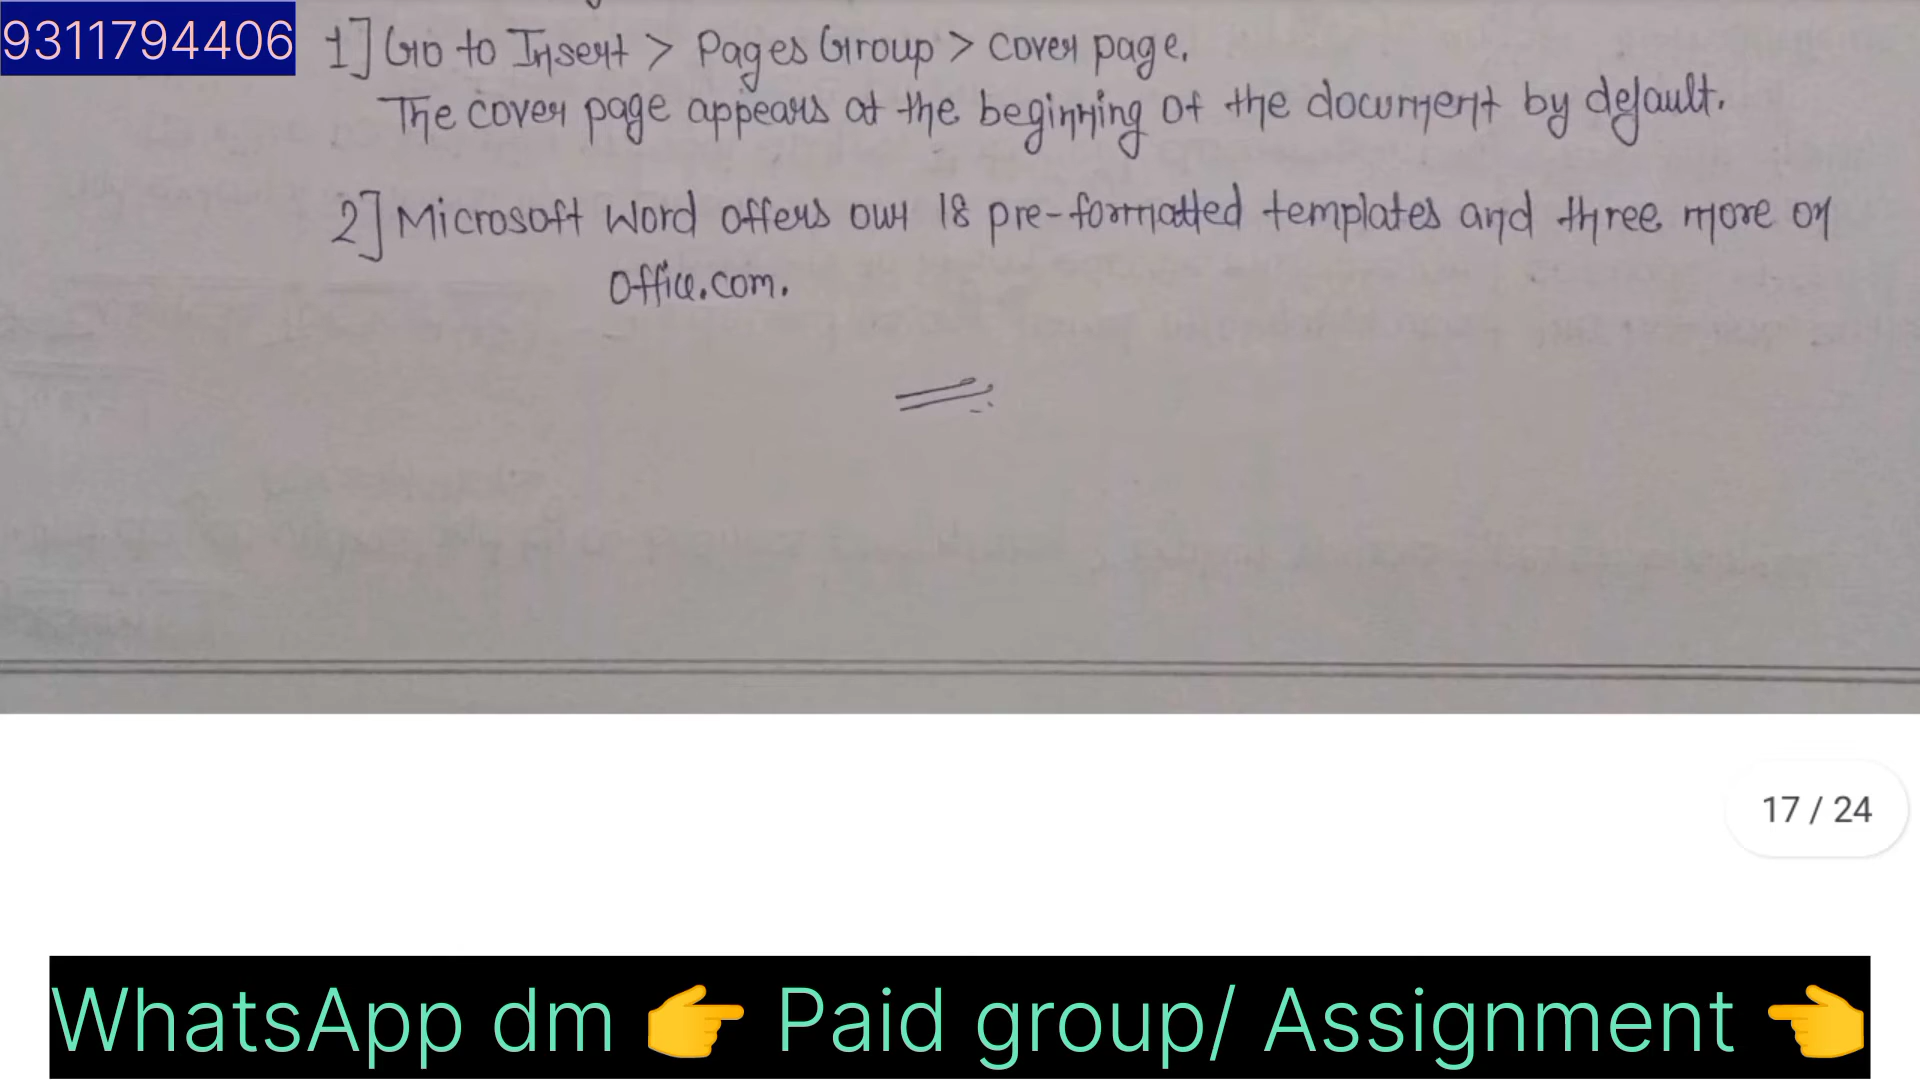 9311794406
1] Go to Insert > Pages Group > cover page.
The cover page appears at the beginning of the document by default.
2] Microsoft Word offers our 18 pre-formatted templates and three more on
Office.com.
17 / 24
WhatsApp dm 👉 Paid group/ Assignment 👈